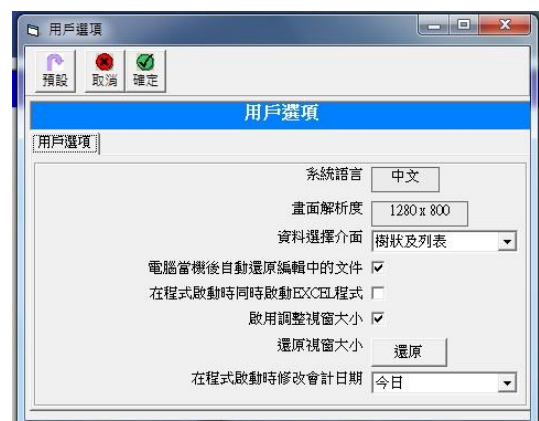 用戶選項
預設 取消 確定
用戶選項
用戶選項
系統語言 中文
畫面解析度 1280 x 800
資料選擇介面 樹狀及列表
電腦當機後自動還原編輯中的文件
在程式啟動時同時啟動EXCEL程式
啟用調整視窗大小
還原視窗大小 還原
在程式啟動時修改會計日期 今日